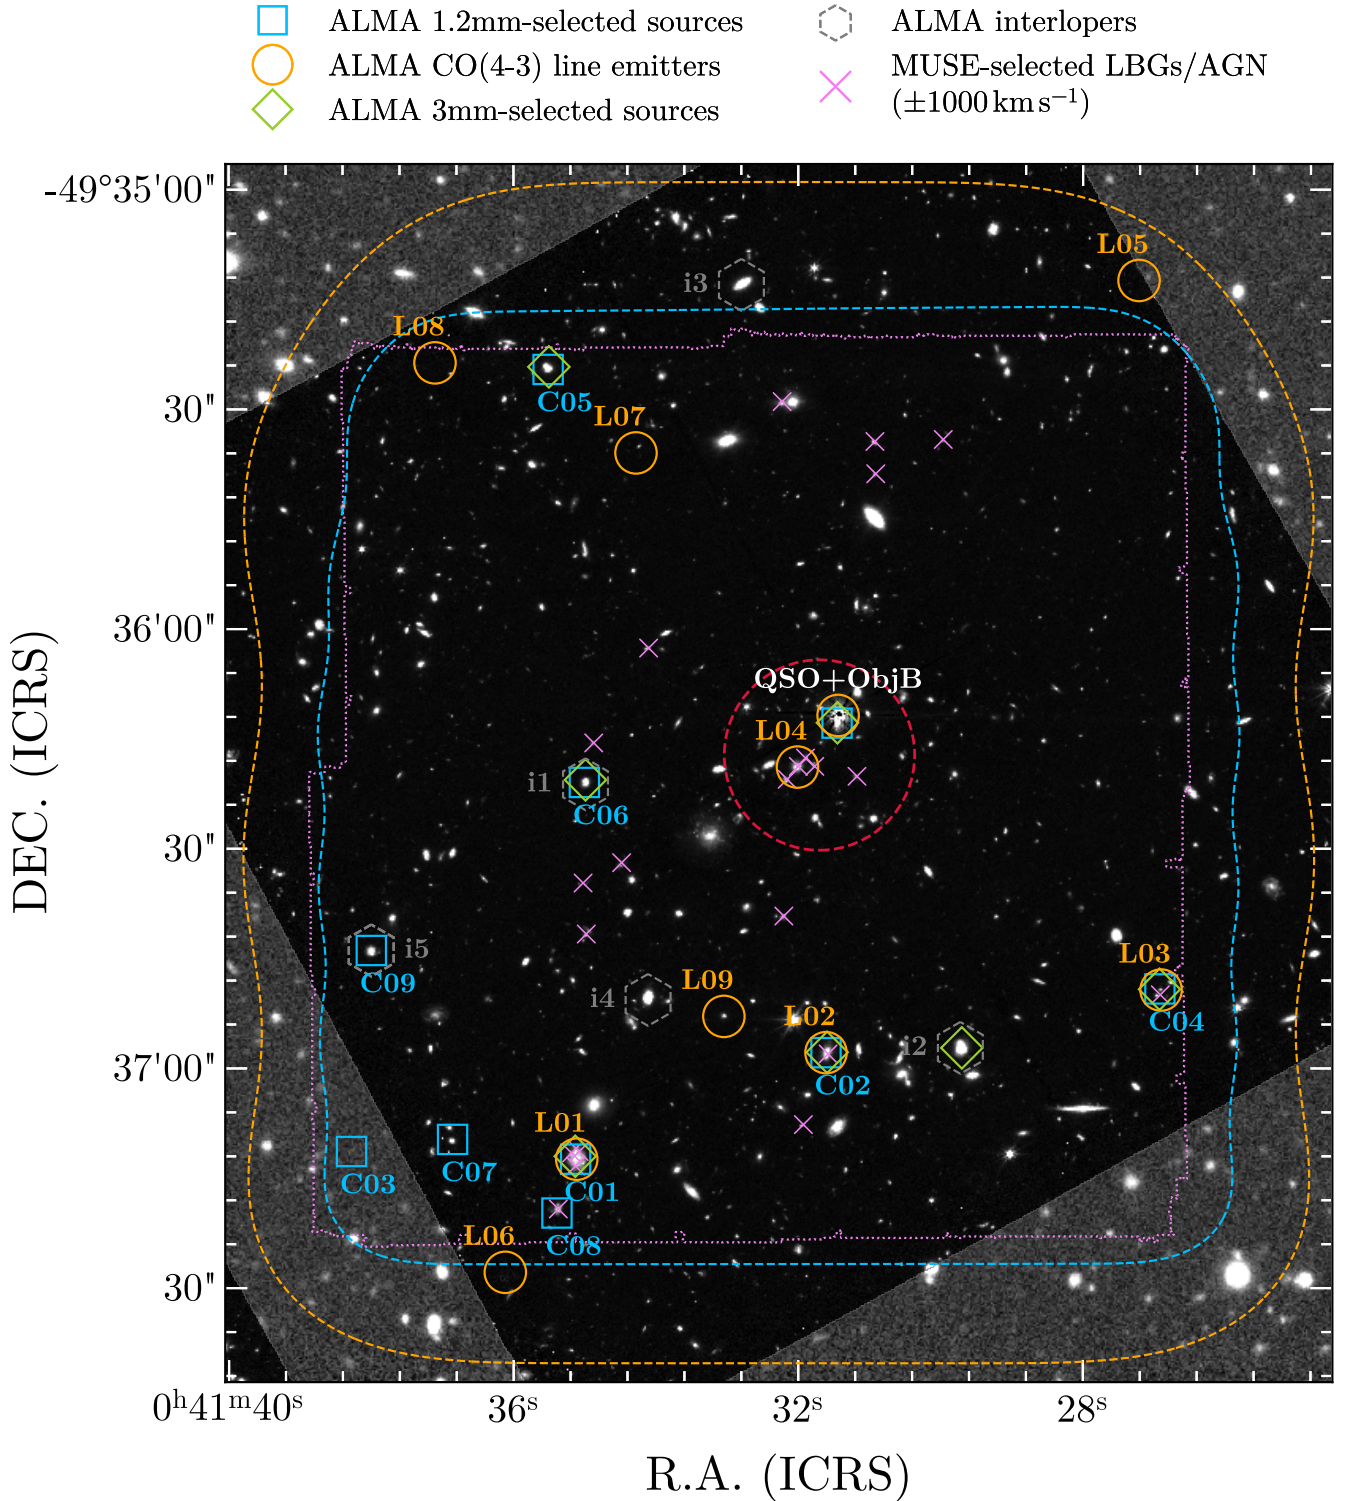 ALMA 1.2mm-selected sources
ALMA CO(4-3) line emitters
ALMA 3mm-selected sources
ALMA interlopers
MUSE-selected LBGs/AGN
(±1000 km s⁻¹)
-49°35'00"
30"
36'00"
30"
37'00"
30"
DEC. (ICRS)
L05
i3
L08
C05
L07
QSO+ObjB
L04
i1
C06
i5
C09
L03
C04
L09
i4
L02
i2
C02
L01
C07
C03
C01
L06
C08
0ʰ41ᵐ40ˢ
36ˢ
32ˢ
28ˢ
R.A. (ICRS)